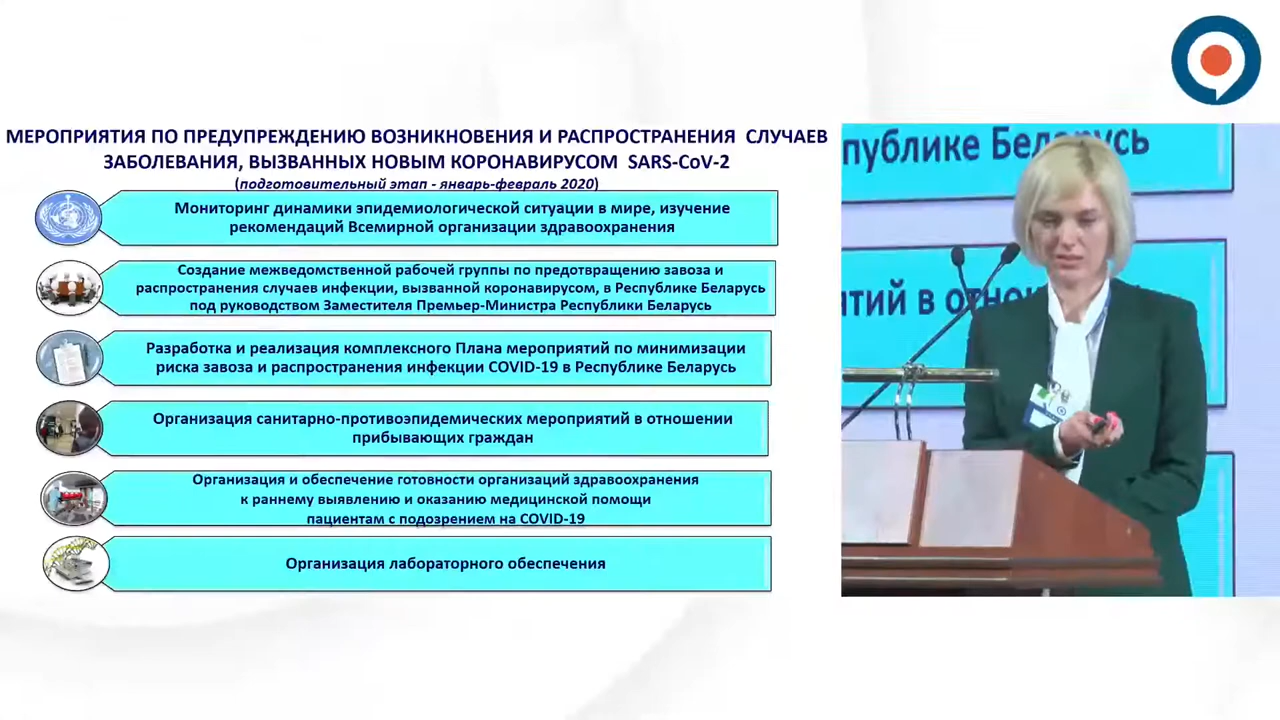 МЕРОПРИЯТИЯ ПО ПРЕДУПРЕЖДЕНИЮ ВОЗНИКНОВЕНИЯ И РАСПРОСТРАНЕНИЯ СЛУЧАЕВ
ЗАБОЛЕВАНИЯ, ВЫЗВАННЫХ НОВЫМ КОРОНАВИРУСОМ SARS-CoV-2
(подготовительный этап - январь-февраль 2020)
Мониторинг динамики эпидемиологической ситуации в мире, изучение
рекомендаций Всемирной организации здравоохранения
Создание межведомственной рабочей группы по предотвращению завоза и
распространения случаев инфекции, вызванной коронавирусом, в Республике Беларусь
под руководством Заместителя Премьер-Министра Республики Беларусь
Разработка и реализация комплексного Плана мероприятий по минимизации
риска завоза и распространения инфекции COVID-19 в Республике Беларусь
Организация санитарно-противоэпидемических мероприятий в отношении
прибывающих граждан
Организация и обеспечение готовности организаций здравоохранения
к раннему выявлению и оказанию медицинской помощи
пациентам с подозрением на COVID-19
Организация лабораторного обеспечения
публике Беларусь
ятий в отнош